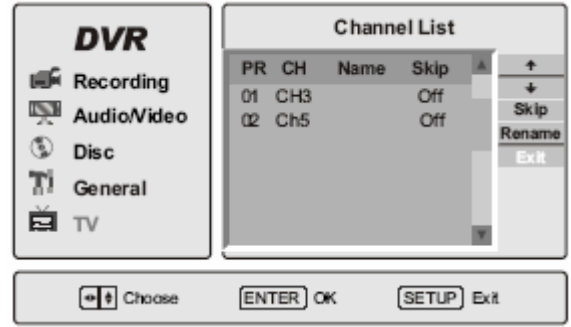 DVR
Recording
Audio/Video
Disc
General
TV
Channel List
PR CH Name Skip
01 CH3 Off
02 Ch5 Off
Skip
Rename
Exit
Choose ENTER OK SETUP Exit